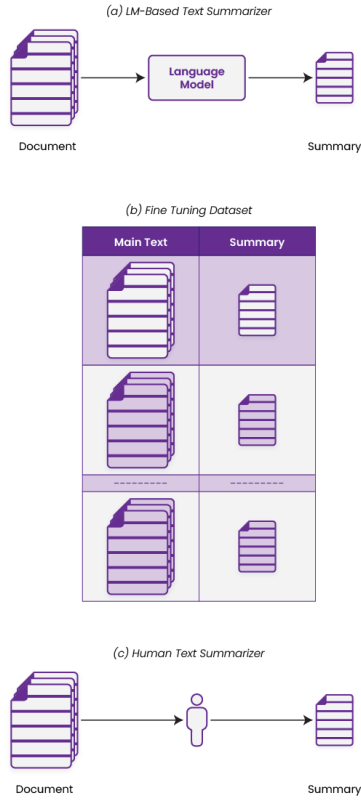 (a) LM-Based Text Summarizer
Language
Model
Document
Summary
(b) Fine Tuning Dataset
Main Text
Summary
---------
---------
(c) Human Text Summarizer
Document
Summary